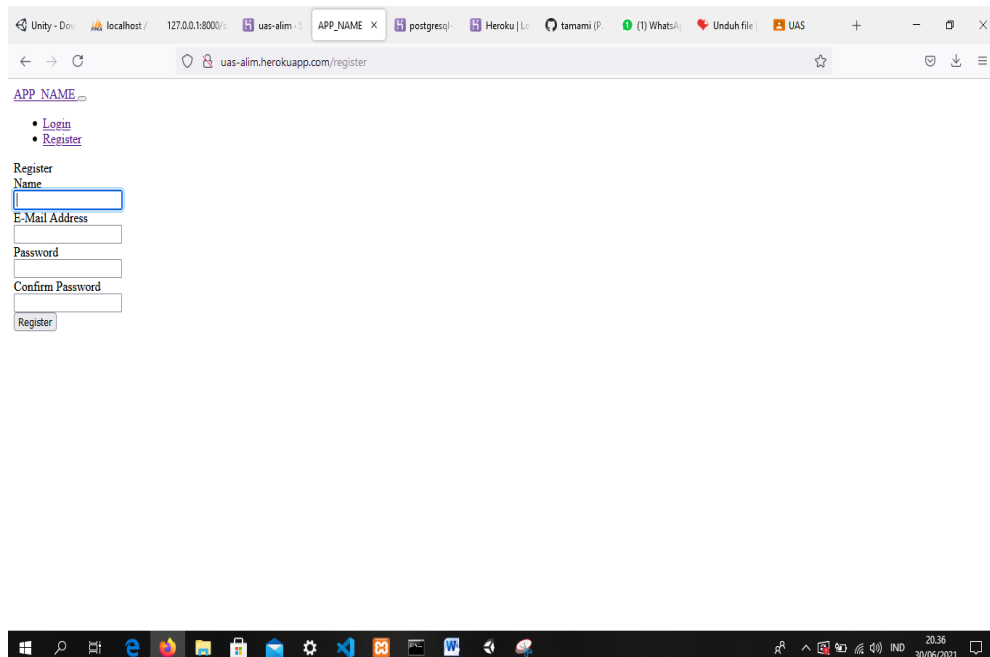 Unity - Dov
localhost /
127.0.0.1:8000/s
uas-alim · S
APP_NAME
postgresql-
Heroku | Lo
tamami (P.
(1) WhatsA
Unduh file
UAS
uas-alim.herokuapp.com/register
APP_NAME
Login
Register
Register
Name
E-Mail Address
Password
Confirm Password
Register
IND
20.36
30/06/2021